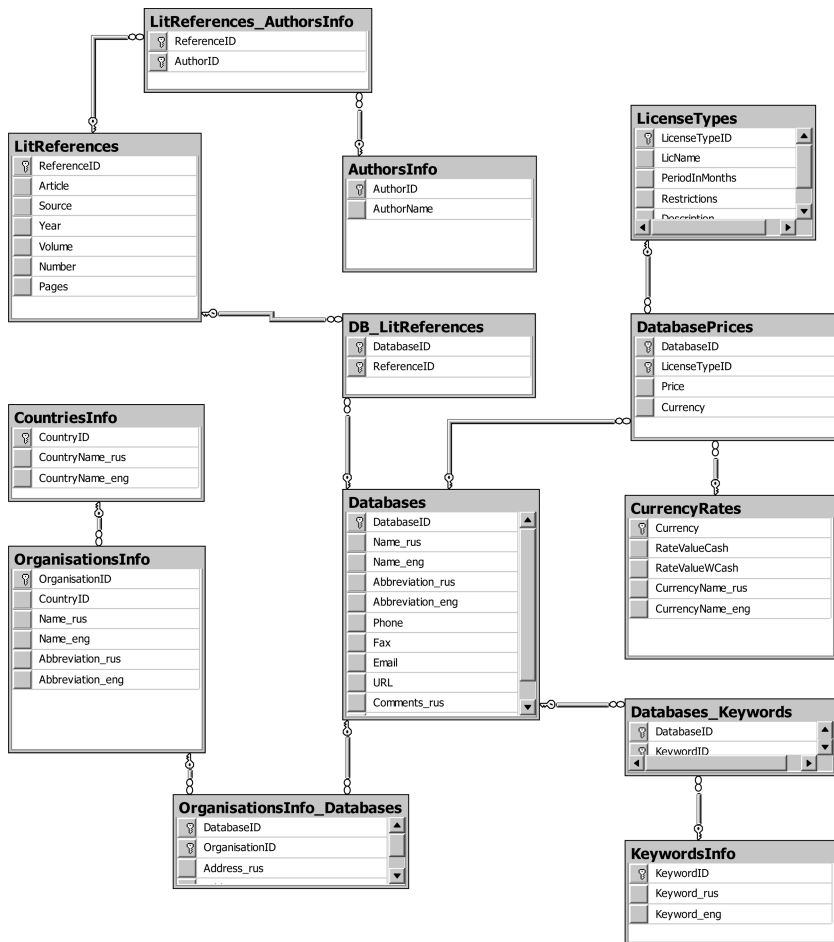 LitReferences_AuthorsInfo
ReferenceID
AuthorID
LitReferences
ReferenceID
Article
Source
Year
Volume
Number
Pages
AuthorsInfo
AuthorID
AuthorName
LicenseTypes
LicenseTypeID
LicName
PeriodInMonths
Restrictions
Description
DB_LitReferences
DatabaseID
ReferenceID
DatabasePrices
DatabaseID
LicenseTypeID
Price
Currency
CountriesInfo
CountryID
CountryName_rus
CountryName_eng
Databases
DatabaseID
Name_rus
Name_eng
Abbreviation_rus
Abbreviation_eng
Phone
Fax
Email
URL
Comments_rus
CurrencyRates
Currency
RateValueCash
RateValueWCash
CurrencyName_rus
CurrencyName_eng
OrganisationsInfo
OrganisationID
CountryID
Name_rus
Name_eng
Abbreviation_rus
Abbreviation_eng
Databases_Keywords
DatabaseID
KeywordID
OrganisationsInfo_Databases
DatabaseID
OrganisationID
Address_rus
KeywordsInfo
KeywordID
Keyword_rus
Keyword_eng